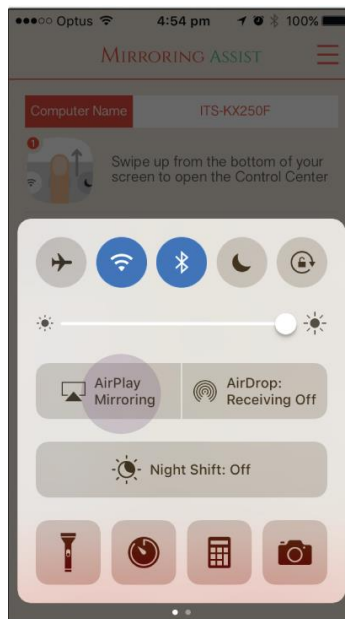 Optus 4:54 pm 100%
MIRRORING ASSIST
Computer Name ITS-KX250F
1
Swipe up from the bottom of your
screen to open the Control Center
AirPlay
Mirroring
AirDrop:
Receiving Off
Night Shift: Off